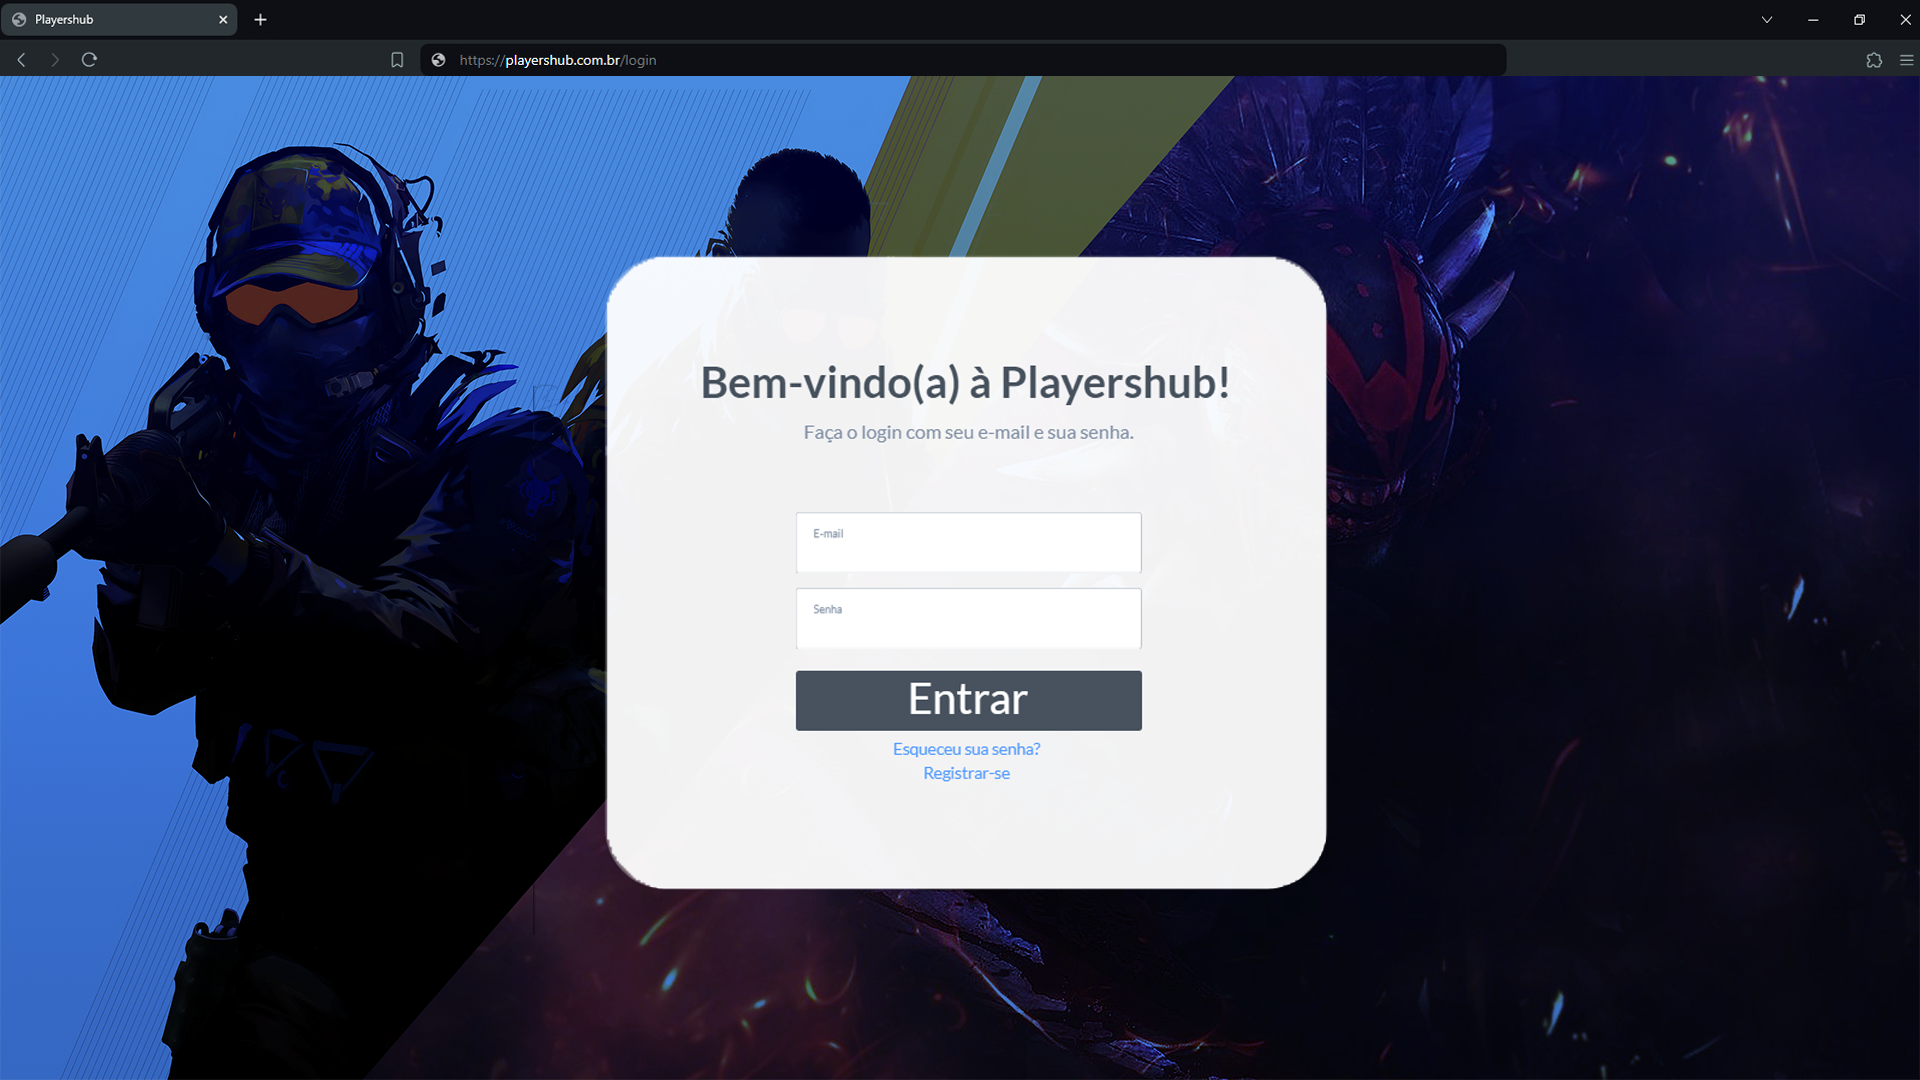 Playershub
https://playershub.com.br/login
Bem-vindo(a) à Playershub!
Faça o login com seu e-mail e sua senha.
E-mail
Senha
Entrar
Esqueceu sua senha?
Registrar-se